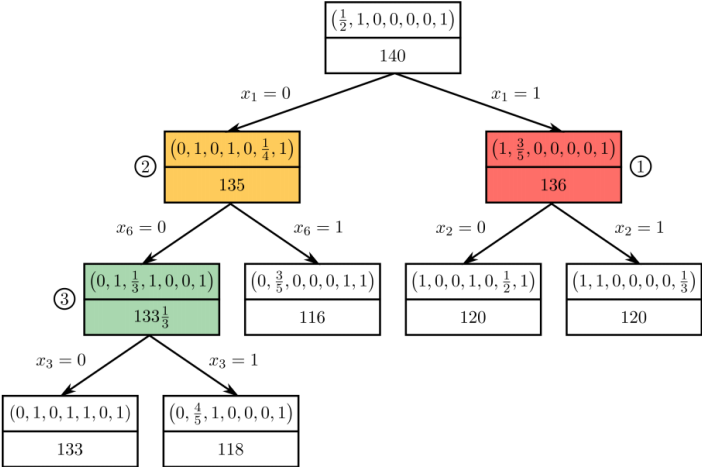 (1/2, 1, 0, 0, 0, 0, 1)
140
x₁ = 0
x₁ = 1
② (0, 1, 0, 1, 0, 1/4, 1)
135
(1, 3/5, 0, 0, 0, 0, 1) ①
136
x₆ = 0
x₆ = 1
x₂ = 0
x₂ = 1
③ (0, 1, 1/3, 1, 0, 0, 1)
133 1/3
(0, 3/5, 0, 0, 0, 1, 1)
116
(1, 0, 0, 1, 0, 1/2, 1)
120
(1, 1, 0, 0, 0, 0, 1/3)
120
x₃ = 0
x₃ = 1
(0, 1, 0, 1, 1, 0, 1)
133
(0, 4/5, 1, 0, 0, 0, 1)
118